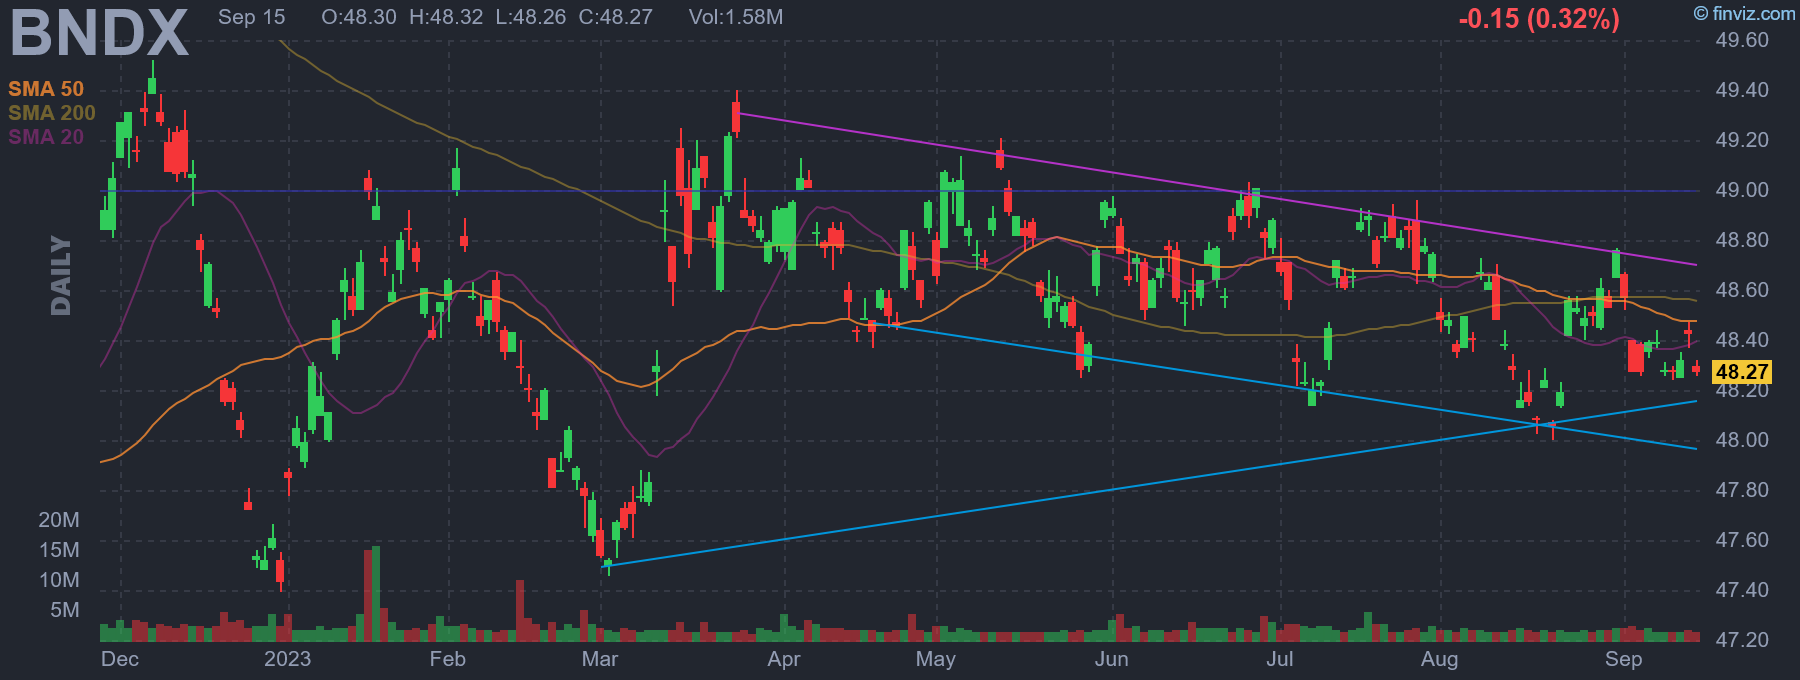 BNDX Sep 15 O:48.30 H:48.32 L:48.26 C:48.27 Vol:1.58M -0.15 (0.32%) © finviz.com
SMA 50
SMA 200
SMA 20
DAILY
49.60
49.40
49.20
49.00
48.80
48.60
48.40
48.27
48.20
48.00
47.80
47.60
47.40
47.20
20M
15M
10M
5M
Dec 2023 Feb Mar Apr May Jun Jul Aug Sep